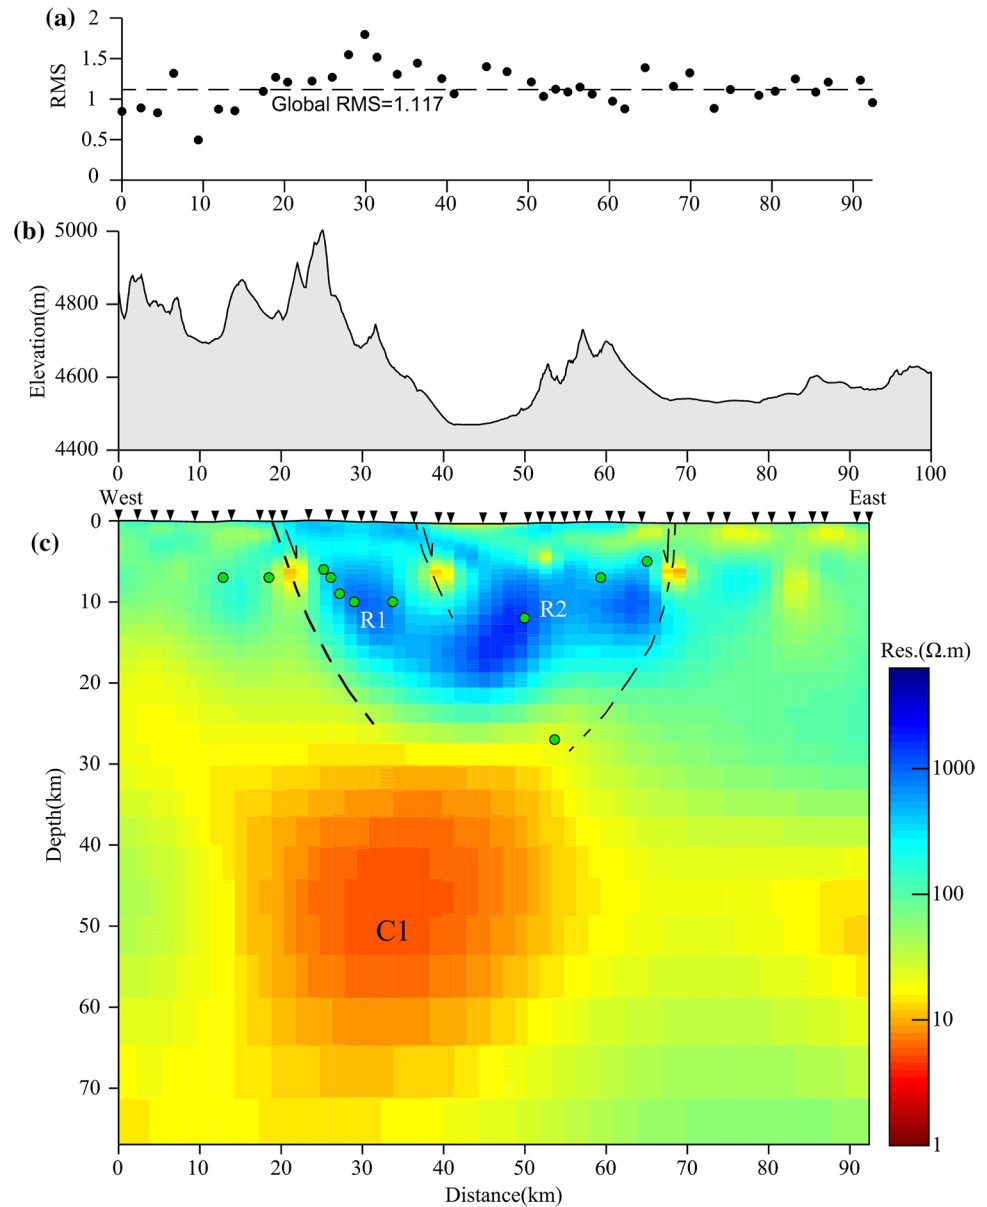 (a)
RMS
2
1.5
1
0.5
0
Global RMS=1.117
0 10 20 30 40 50 60 70 80 90
(b)
Elevation(m)
5000
4800
4600
4400
0 10 20 30 40 50 60 70 80 90 100
West East
(c)
Depth(km)
0
10
20
30
40
50
60
70
R1
R2
C1
0 10 20 30 40 50 60 70 80 90
Distance(km)
Res.(Ω.m)
1000
100
10
1